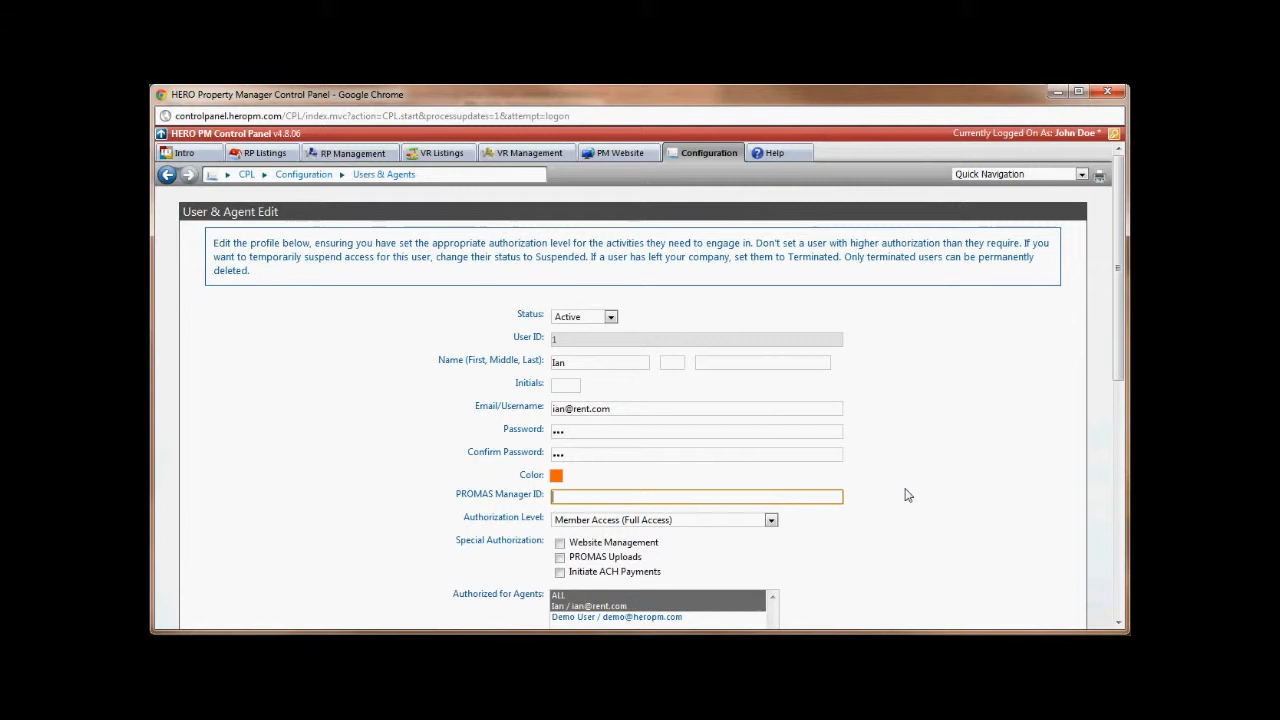 HERO Property Manager Control Panel - Google Chrome
controlpanel.heropm.com/CPL/index.mvc?action=CPL.start&processupdates=1&attempt=logon
HERO PM Control Panel v4.8.06
Currently Logged On As: John Doe *
Intro
RP Listings
RP Management
VR Listings
VR Management
PM Website
Configuration
Help
CPL
Configuration
Users & Agents
Quick Navigation
User & Agent Edit
Edit the profile below, ensuring you have set the appropriate authorization level for the activities they need to engage in. Don't set a user with higher authorization than they require. If you
want to temporarily suspend access for this user, change their status to Suspended. If a user has left your company, set them to Terminated. Only terminated users can be permanently
deleted.
Status: Active
User ID: 1
Name (First, Middle, Last): Ian
Initials:
Email/Username: ian@rent.com
Password: •••
Confirm Password: •••
Color:
PROMAS Manager ID:
Authorization Level: Member Access (Full Access)
Special Authorization: Website Management
PROMAS Uploads
Initiate ACH Payments
Authorized for Agents: ALL
Ian / ian@rent.com
Demo User / demo@heropm.com